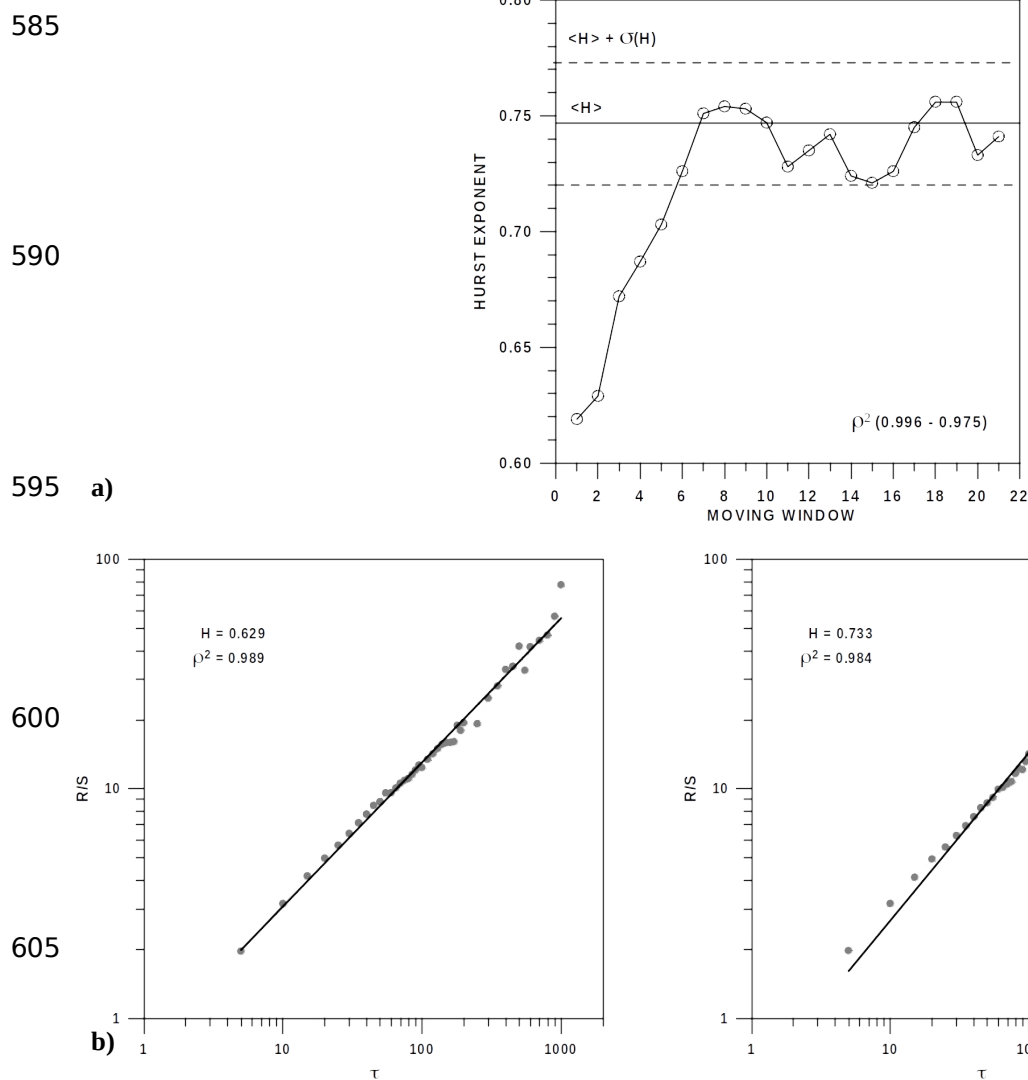 585
590
595
600
605
0.80
0.75
0.70
0.65
0.60
HURST EXPONENT
<H> + σ(H)
<H>
ρ² (0.996 - 0.975)
0 2 4 6 8 10 12 14 16 18 20 22
MOVING WINDOW
a)
100
10
1
R/S
H = 0.629
ρ² = 0.989
1 10 100 1000
τ
100
10
1
R/S
H = 0.733
ρ² = 0.984
1 10
τ
b)